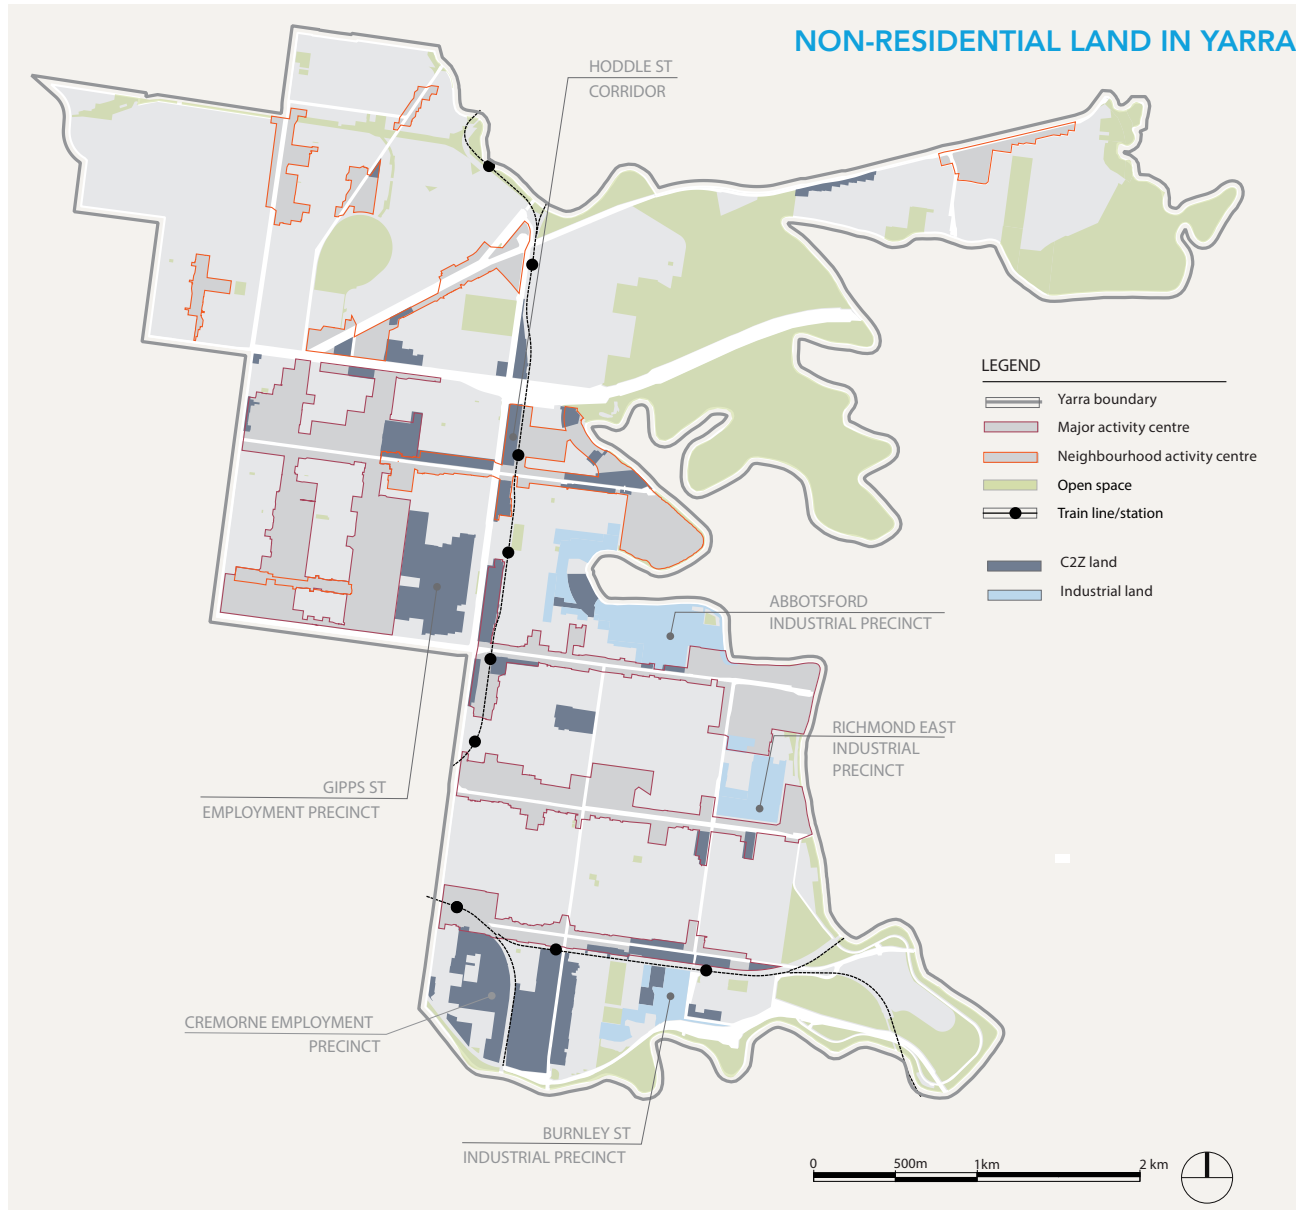 NON-RESIDENTIAL LAND IN YARRA
HODDLE ST
CORRIDOR
LEGEND
Yarra boundary
Major activity centre
Neighbourhood activity centre
Open space
Train line/station
C2Z land
Industrial land
ABBOTSFORD
INDUSTRIAL PRECINCT
RICHMOND EAST
INDUSTRIAL
PRECINCT
GIPPS ST
EMPLOYMENT PRECINCT
CREMORNE EMPLOYMENT
PRECINCT
BURNLEY ST
INDUSTRIAL PRECINCT
0 500m 1km 2 km